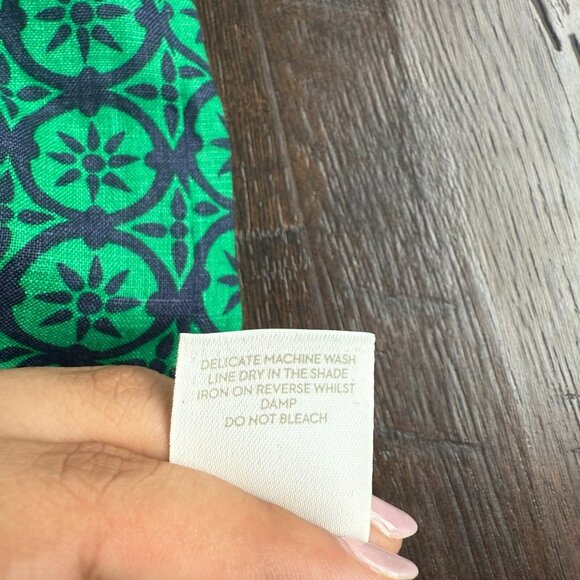 DELICATE MACHINE WASH
LINE DRY IN THE SHADE
IRON ON REVERSE WHILST
DAMP
DO NOT BLEACH